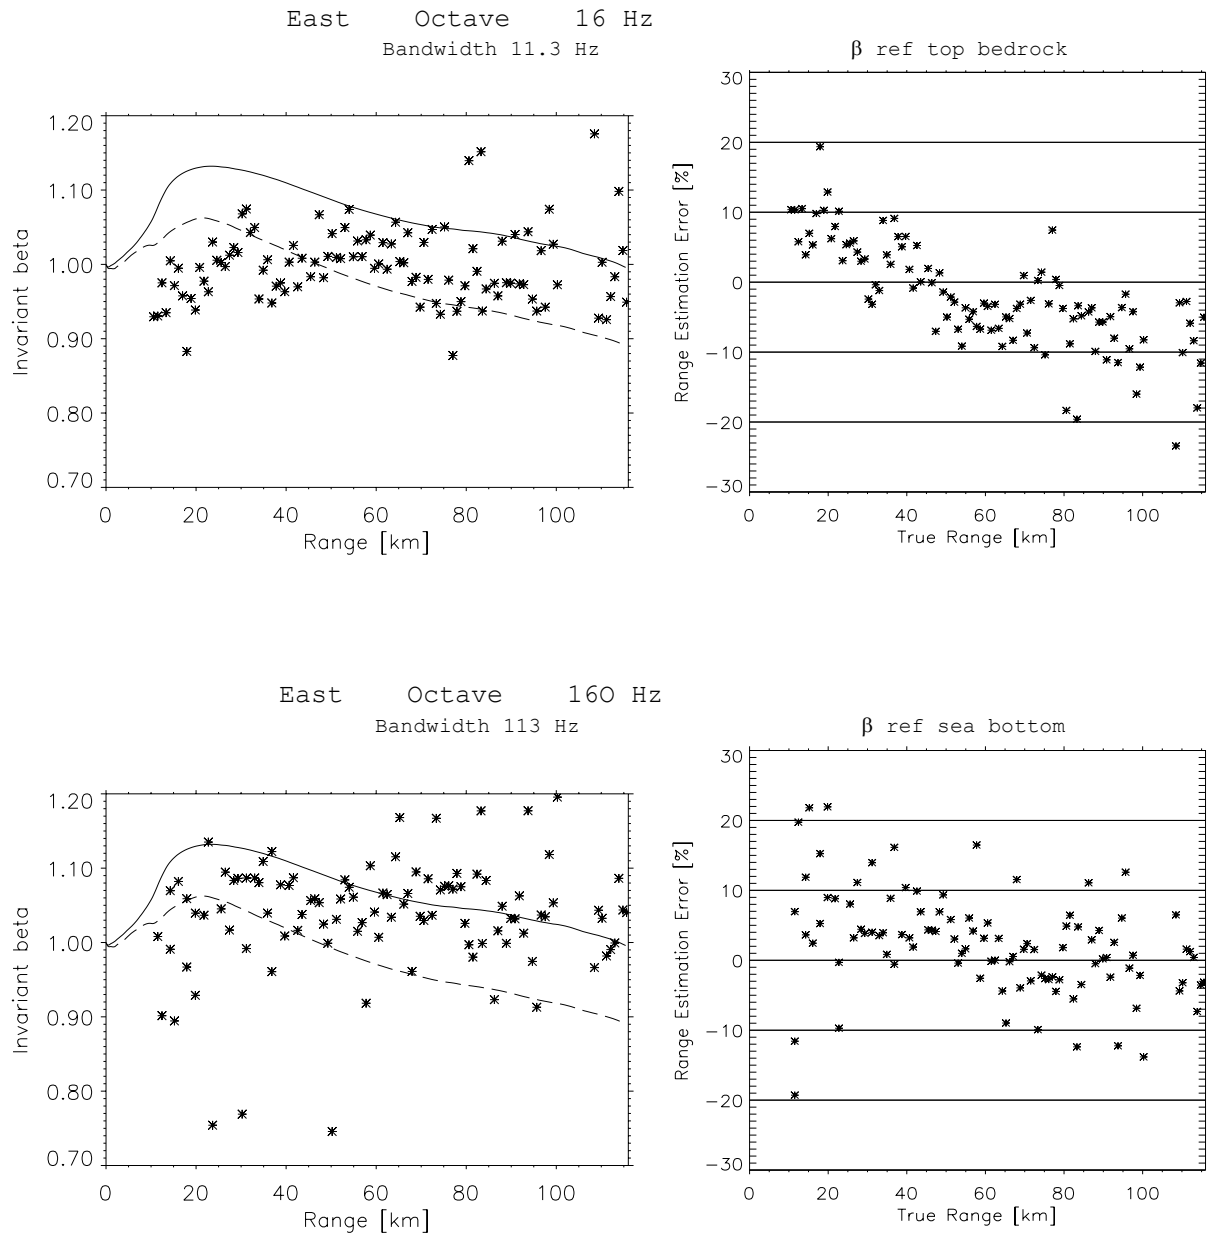 East Octave 16 Hz
Bandwidth 11.3 Hz
β ref top bedrock
1.20
1.10
1.00
0.90
0.80
0.70
Invariant beta
0 20 40 60 80 100
Range [km]
30
20
10
0
−10
−20
−30
Range Estimation Error [%]
0 20 40 60 80 100
True Range [km]
East Octave 16O Hz
Bandwidth 113 Hz
β ref sea bottom
1.20
1.10
1.00
0.90
0.80
0.70
Invariant beta
0 20 40 60 80 100
Range [km]
30
20
10
0
−10
−20
−30
Range Estimation Error [%]
0 20 40 60 80 100
True Range [km]